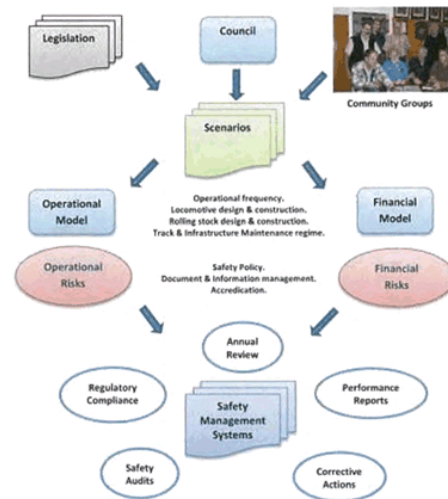 Legislation
Council
Community Groups
Scenarios
Operational
Model
Operational frequency.
Locomotive design & construction.
Rolling stock design & construction.
Track & Infrastructure Maintenance regime.
Financial
Model
Operational
Risks
Safety Policy.
Document & Information management.
Accredication.
Financial
Risks
Annual
Review
Regulatory
Compliance
Safety
Management
Systems
Performance
Reports
Safety
Audits
Corrective
Actions